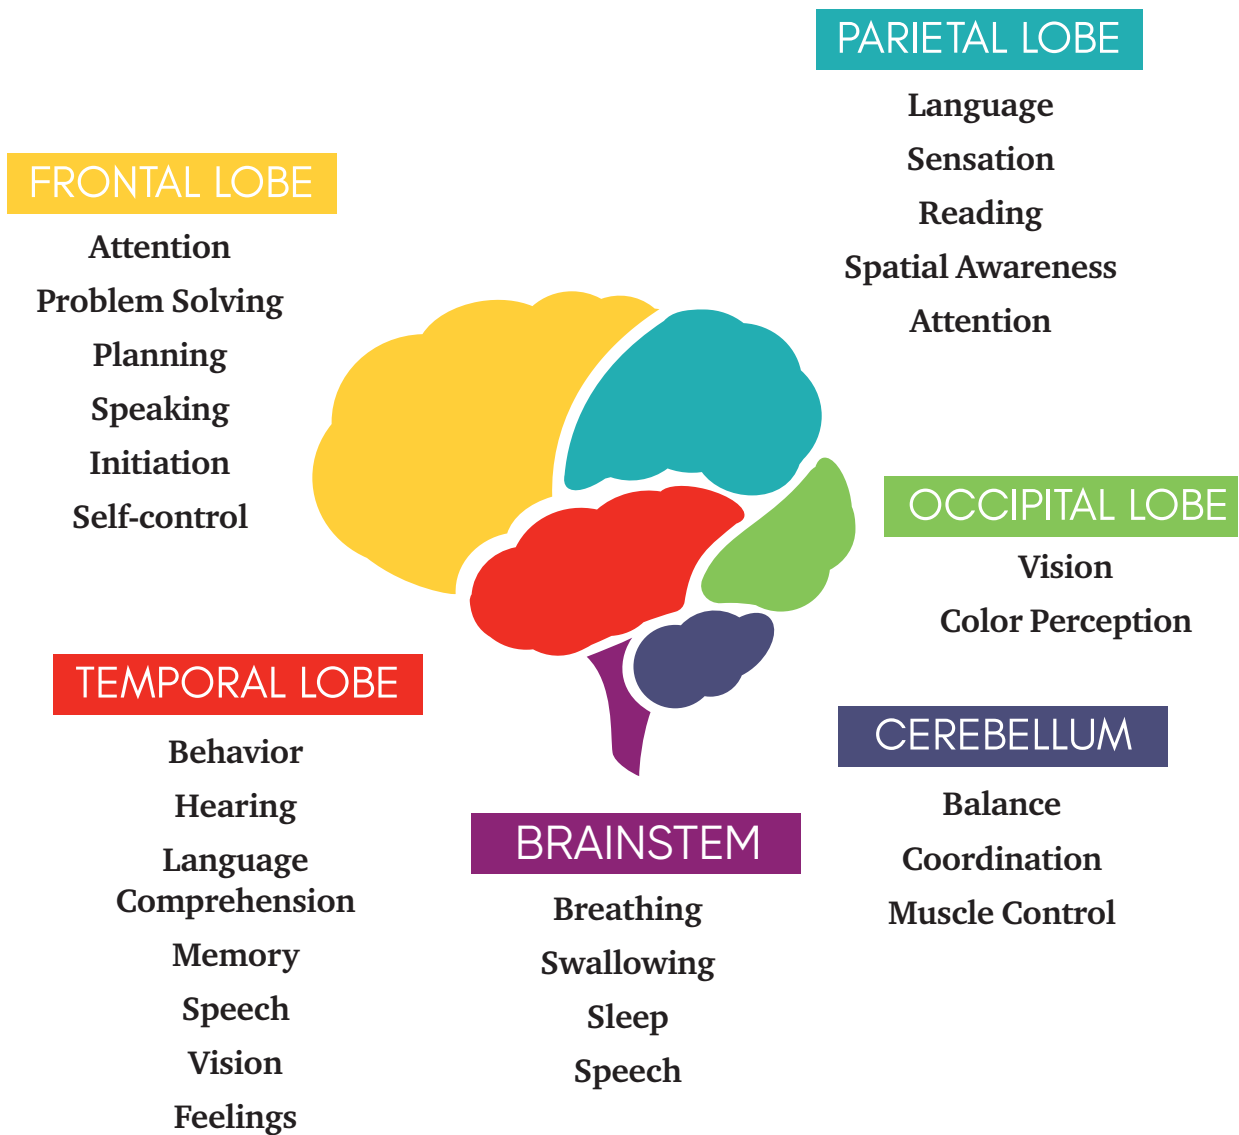 PARIETAL LOBE
Language
Sensation
Reading
Spatial Awareness
Attention
FRONTAL LOBE
Attention
Problem Solving
Planning
Speaking
Initiation
Self-control
OCCIPITAL LOBE
Vision
Color Perception
TEMPORAL LOBE
Behavior
Hearing
Language
Comprehension
Memory
Speech
Vision
Feelings
BRAINSTEM
Breathing
Swallowing
Sleep
Speech
CEREBELLUM
Balance
Coordination
Muscle Control